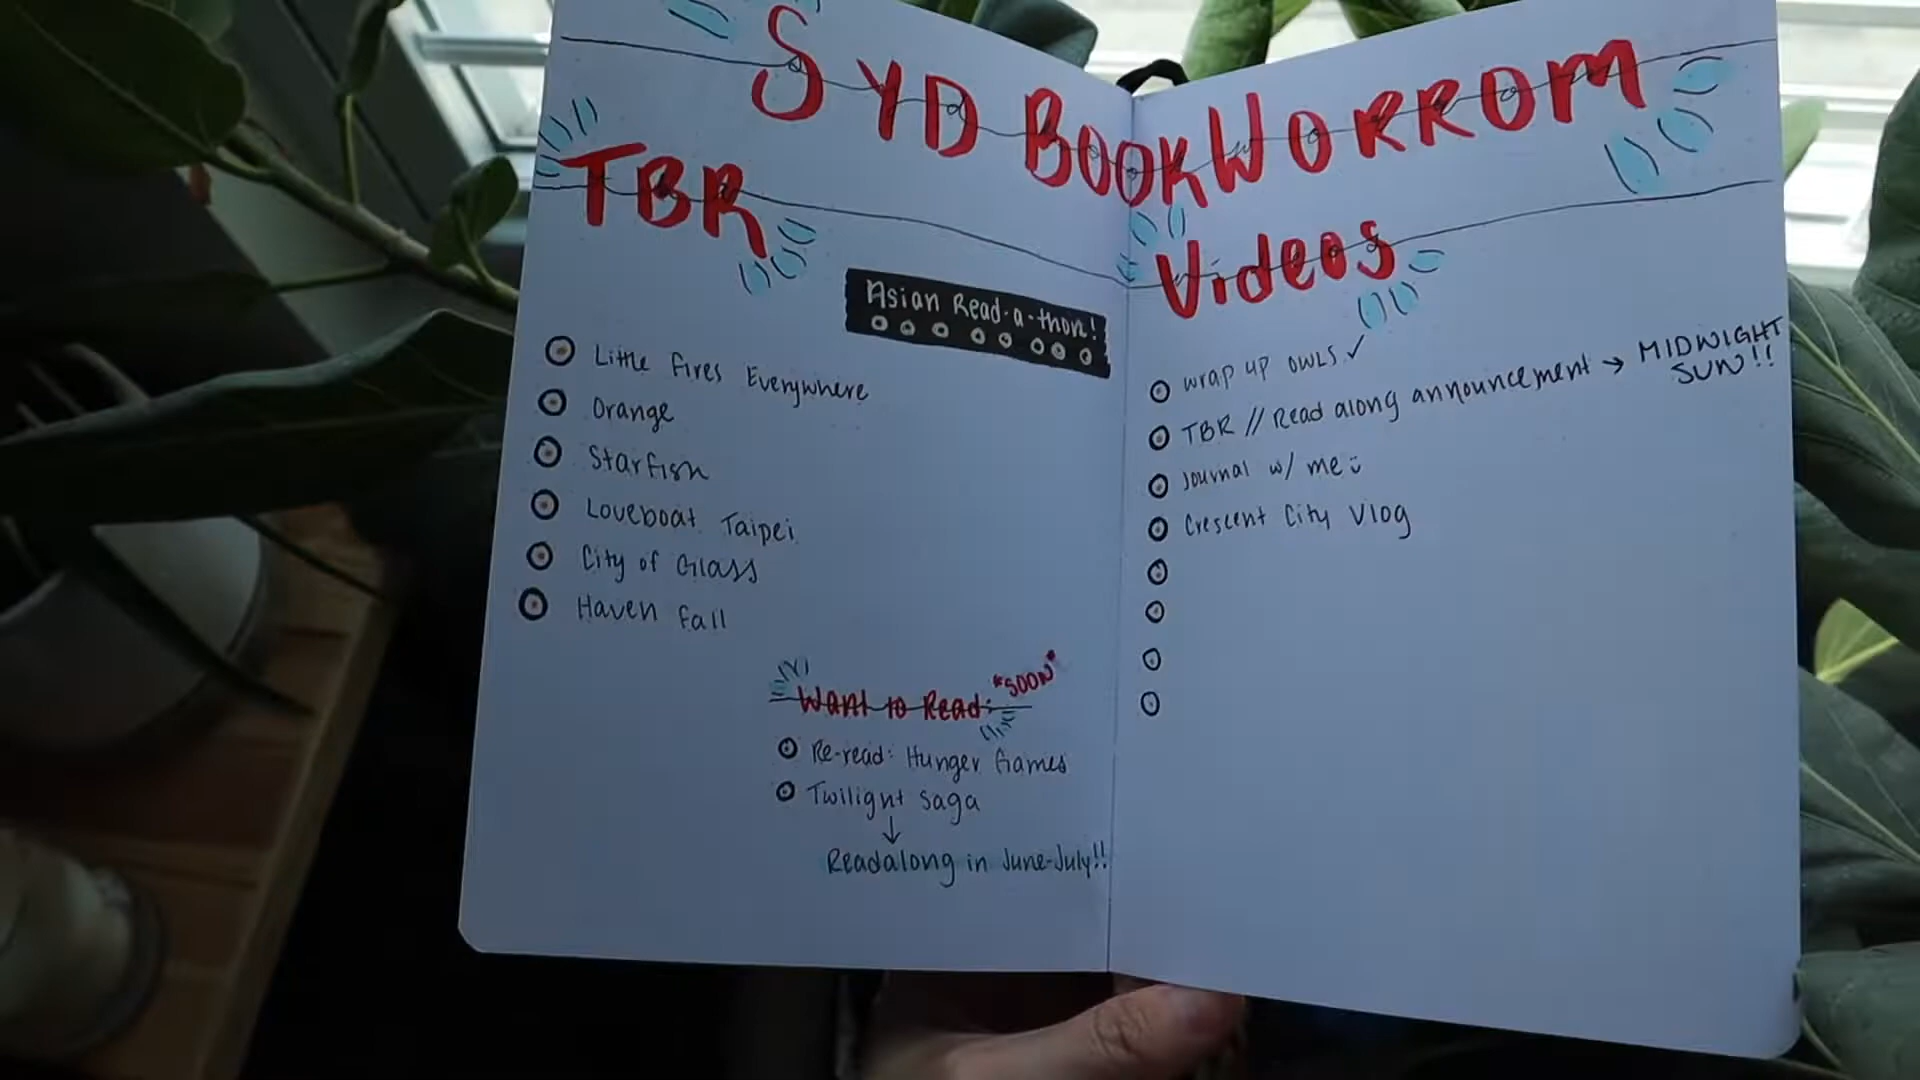 SYD BOOKWORROM
TBR
Asian Read-a-thon!
Little Fires Everywhere
Orange
Starfish
Loveboat Taipei
City of Glass
Haven Fall
Want to Read: *SOON*
Re-read: Hunger Games
Twilight Saga
↓
Readalong in June-July!!
Videos
wrap up OWLS ✓
TBR // Read along announcement → MIDNIGHT
SUN!!
Journal w/ me
Crescent City Vlog